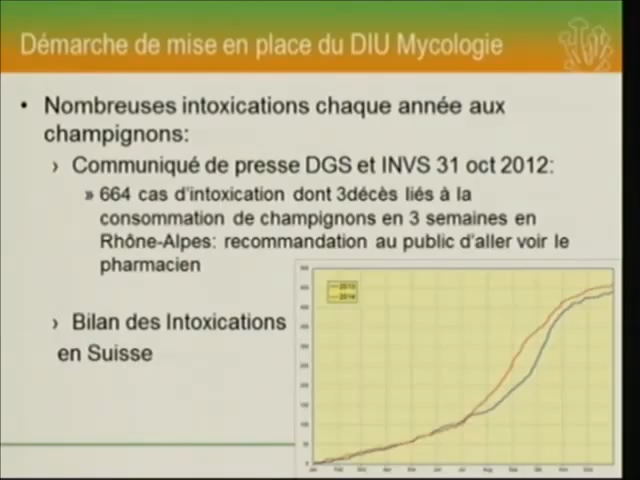 Démarche de mise en place du DIU Mycologie
• Nombreuses intoxications chaque année aux
champignons:
› Communiqué de presse DGS et INVS 31 oct 2012:
» 664 cas d'intoxication dont 3décès liés à la
consommation de champignons en 3 semaines en
Rhône-Alpes: recommandation au public d'aller voir le
pharmacien
› Bilan des Intoxications
en Suisse
2013
2014